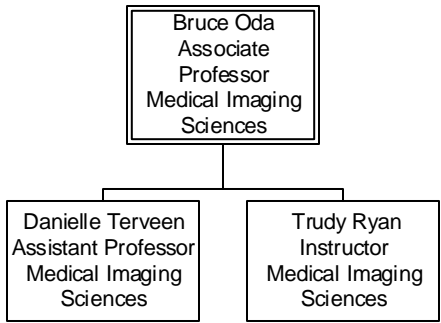 Bruce Oda
Associate
Professor
Medical Imaging
Sciences
Danielle Terveen
Assistant Professor
Medical Imaging
Sciences
Trudy Ryan
Instructor
Medical Imaging
Sciences